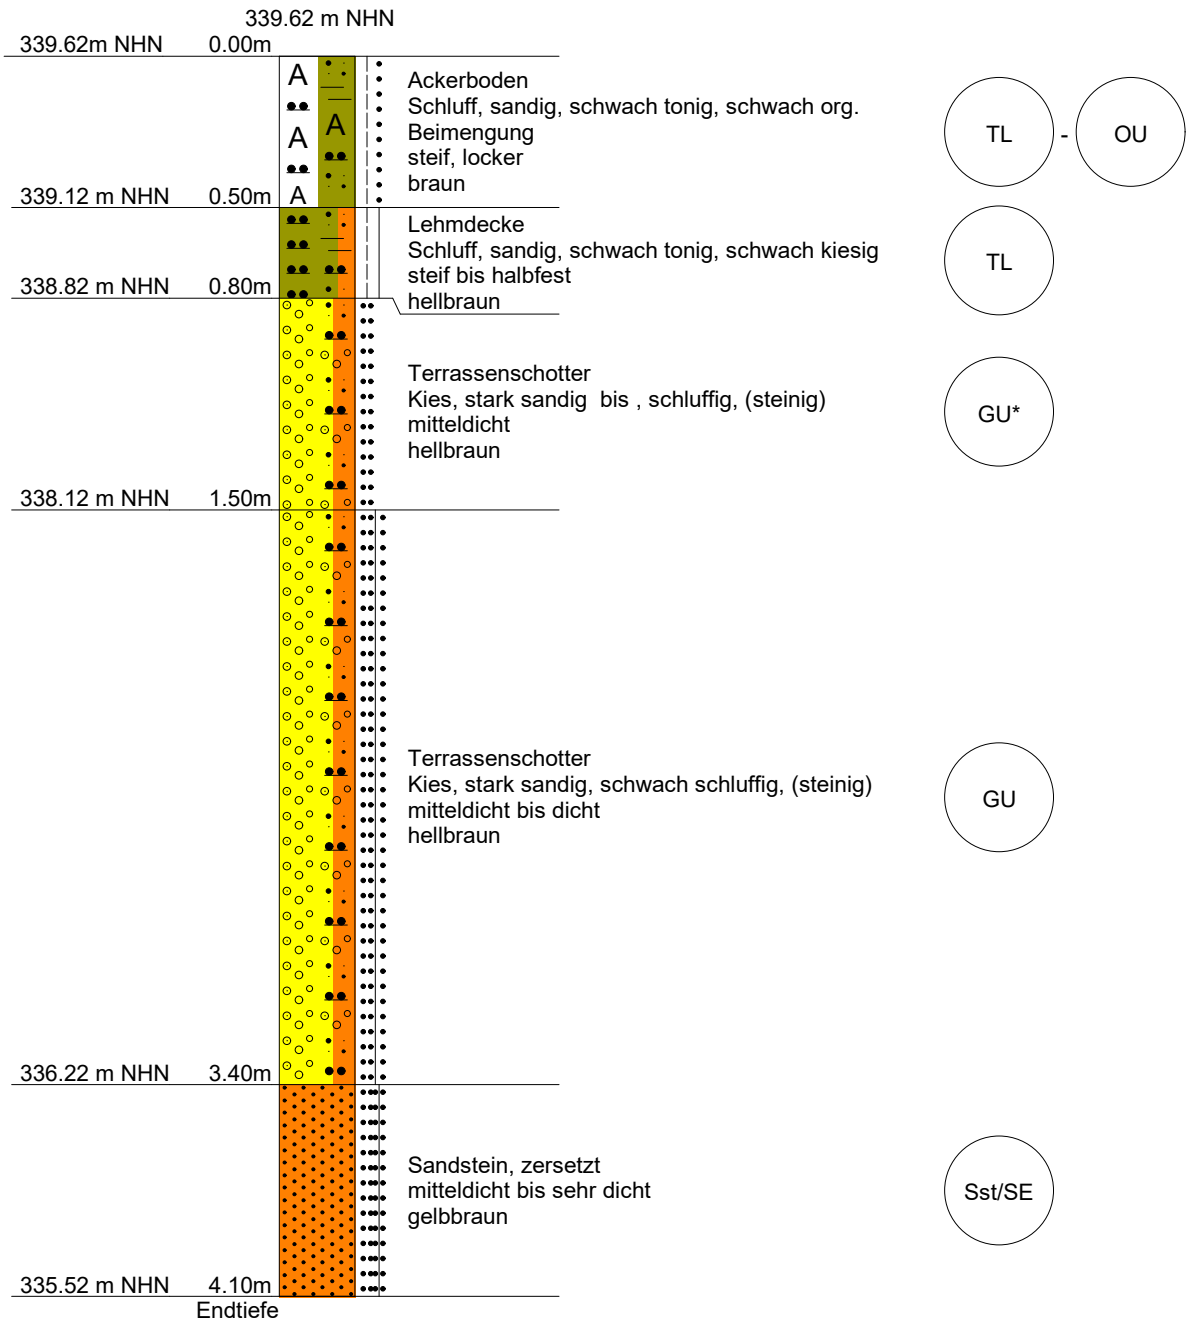 339.62 m NHN
339.62m NHN 0.00m
A
A
A
A
Ackerboden
Schluff, sandig, schwach tonig, schwach org.
Beimengung
steif, locker
braun
TL - OU
339.12 m NHN 0.50m
Lehmdecke
Schluff, sandig, schwach tonig, schwach kiesig
steif bis halbfest
hellbraun
TL
338.82 m NHN 0.80m
Terrassenschotter
Kies, stark sandig bis , schluffig, (steinig)
mitteldicht
hellbraun
GU*
338.12 m NHN 1.50m
Terrassenschotter
Kies, stark sandig, schwach schluffig, (steinig)
mitteldicht bis dicht
hellbraun
GU
336.22 m NHN 3.40m
Sandstein, zersetzt
mitteldicht bis sehr dicht
gelbbraun
Sst/SE
335.52 m NHN 4.10m
Endtiefe